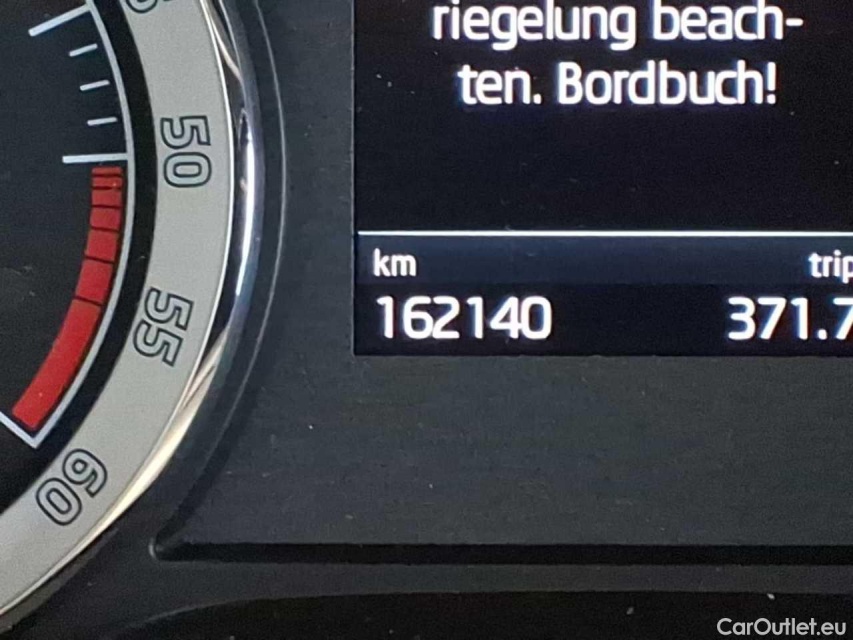 riegelung beach-
ten. Bordbuch!
50
55
60
km
trip
162140
371.7
CarOutlet.eu